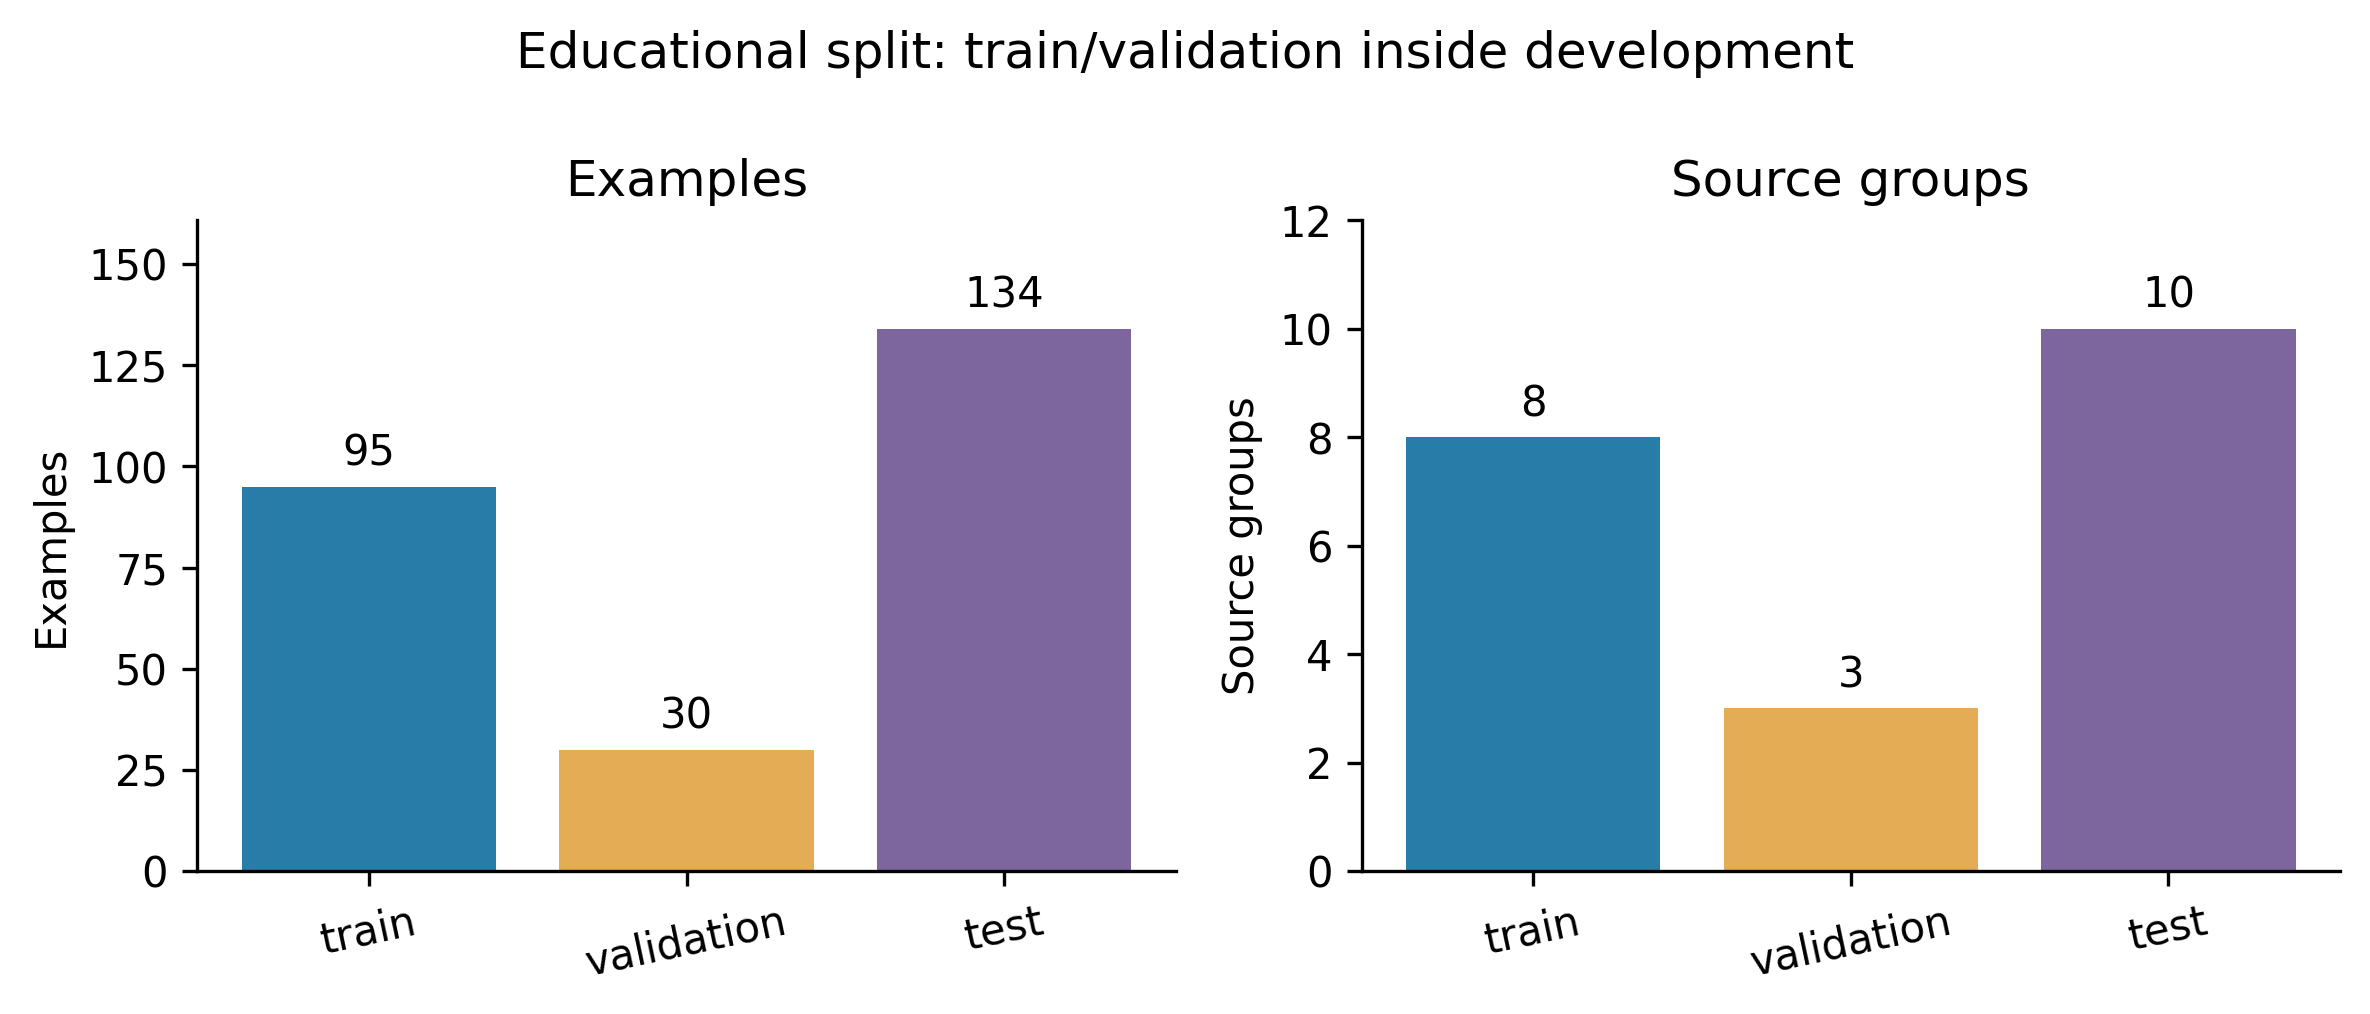 Educational split: train/validation inside development
Examples
Examples
150
125
100
75
50
25
0
95
30
134
train
validation
test
Source groups
Source groups
12
10
8
6
4
2
0
8
3
10
train
validation
test